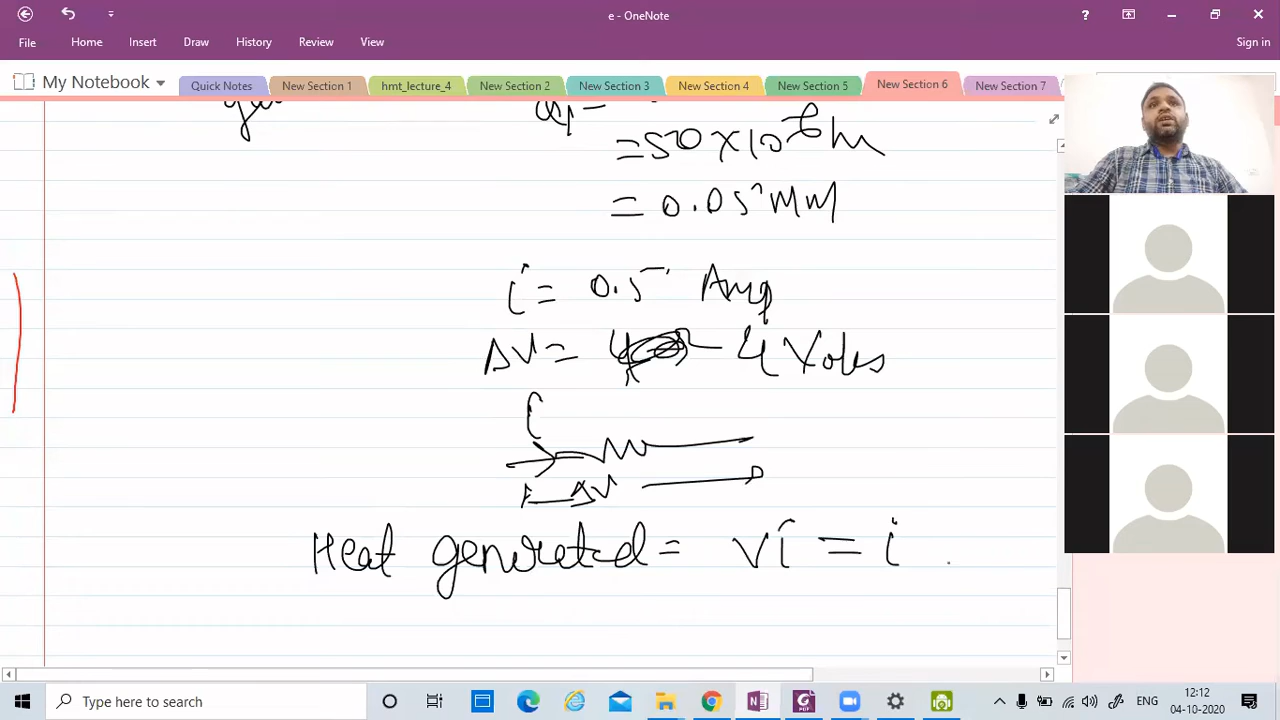 e - OneNote
Sign in
File Home Insert Draw History Review View
My Notebook
Quick Notes New Section 1 hmt_lecture_4 New Section 2 New Section 3 New Section 4 New Section 5 New Section 6 New Section 7
= 50 × 10⁻⁶ m
= 0.05 mm
i = 0.5 Amp
ΔV = 4 Volts
i
ΔV
Heat generated = Vi = i
Type here to search
ENG
2:12
04-10-2020